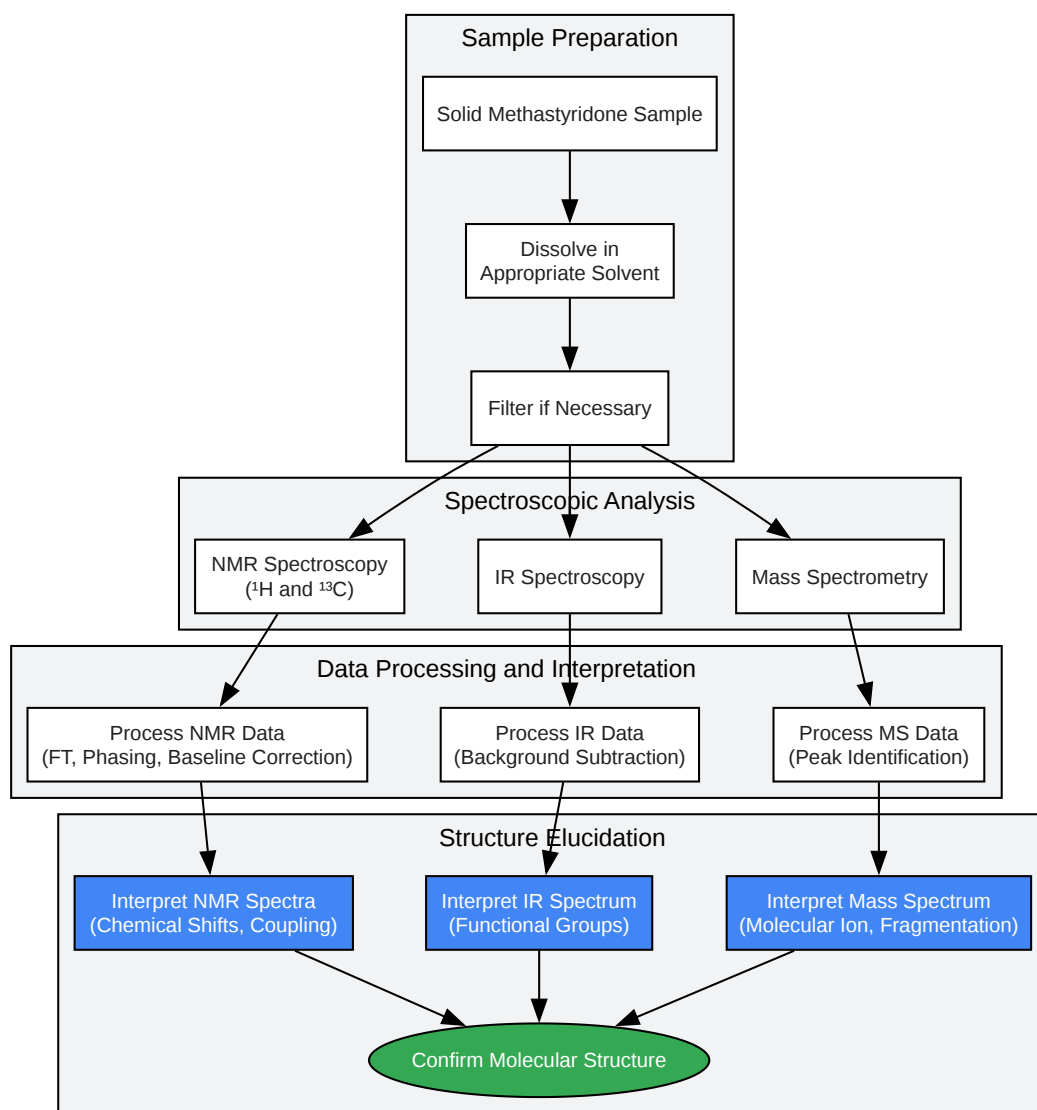 Sample Preparation
Solid Methastyridone Sample
Dissolve in
Appropriate Solvent
Filter if Necessary
Spectroscopic Analysis
NMR Spectroscopy
(¹H and ¹³C)
IR Spectroscopy
Mass Spectrometry
Data Processing and Interpretation
Process NMR Data
(FT, Phasing, Baseline Correction)
Process IR Data
(Background Subtraction)
Process MS Data
(Peak Identification)
Structure Elucidation
Interpret NMR Spectra
(Chemical Shifts, Coupling)
Interpret IR Spectrum
(Functional Groups)
Interpret Mass Spectrum
(Molecular Ion, Fragmentation)
Confirm Molecular Structure